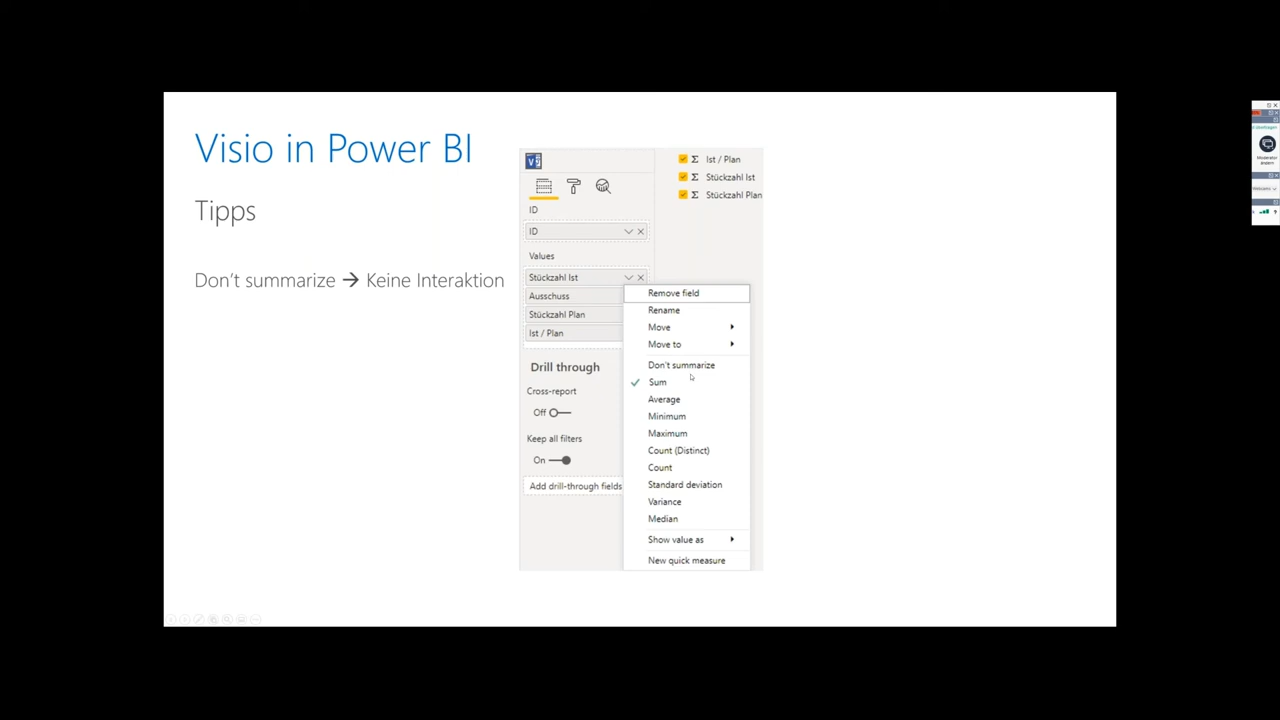 Visio in Power BI
Tipps
Don't summarize → Keine Interaktion
ID
ID
Values
Stückzahl Ist
Ausschuss
Stückzahl Plan
Ist / Plan
Drill through
Cross-report
Off
Keep all filters
On
Add drill-through fields
Σ Ist / Plan
Σ Stückzahl Ist
Σ Stückzahl Plan
Remove field
Rename
Move
Move to
Don't summarize
Sum
Average
Minimum
Maximum
Count (Distinct)
Count
Standard deviation
Variance
Median
Show value as
New quick measure
Moderator